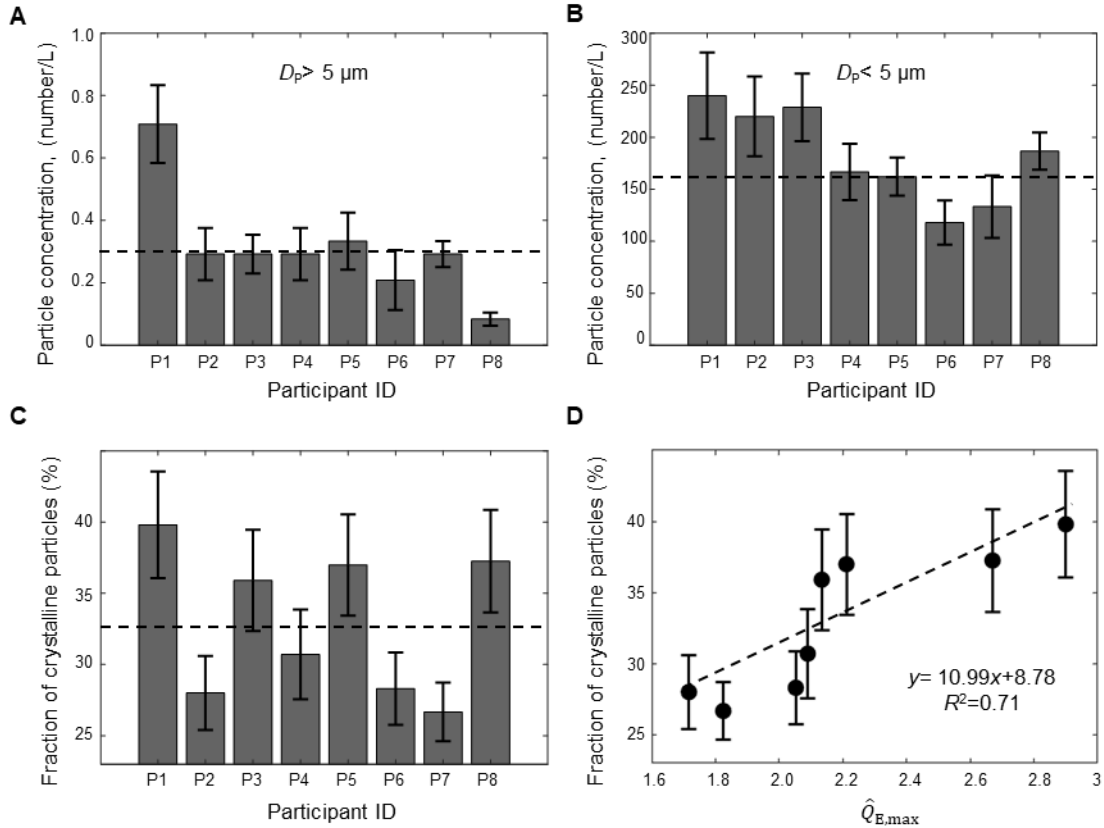 A
Particle concentration, (number/L)
1.0
0.8
0.6
0.4
0.2
0
D_P > 5 µm
P1 P2 P3 P4 P5 P6 P7 P8
Participant ID
B
Particle concentration, (number/L)
300
250
200
150
100
50
0
D_P < 5 µm
P1 P2 P3 P4 P5 P6 P7 P8
Participant ID
C
Fraction of crystalline particles (%)
40
35
30
25
P1 P2 P3 P4 P5 P6 P7 P8
Participant ID
D
Fraction of crystalline particles (%)
40
35
30
25
y= 10.99x+8.78
R²=0.71
1.6 1.8 2.0 2.2 2.4 2.6 2.8 3
Q̂_E,max